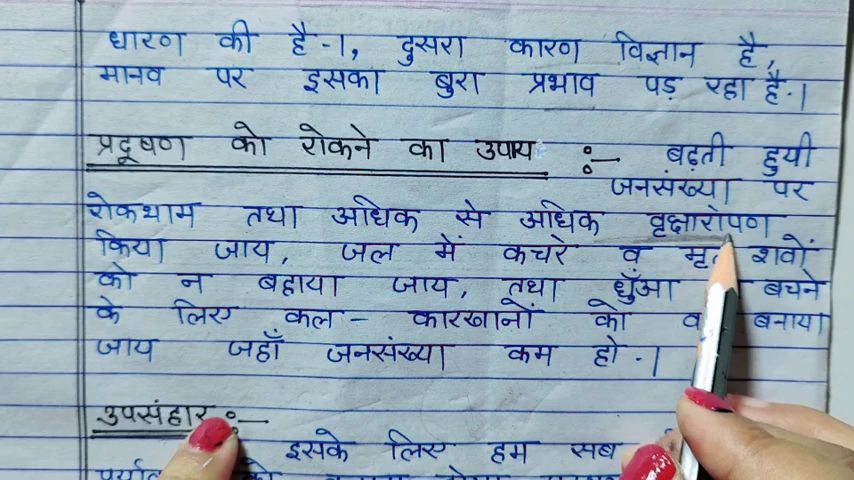 धारण की है -।, दुसरा कारण विज्ञान है,
मानव पर इसका बुरा प्रभाव पड़ रहा है-।
प्रदूषण को रोकने का उपाय :- बढ़ती हुयी
जनसंख्या पर
रोकथाम तथा अधिक से अधिक वृक्षारोपण
किया जाय, जल में कचरे व मृत शवों
को न बहाया जाय, तथा धुँआ बचने
के लिए कल - कारखानों को बनाया
जाय जहाँ जनसंख्या कम हो -।
उपसंहार :-
इसके लिए हम सब